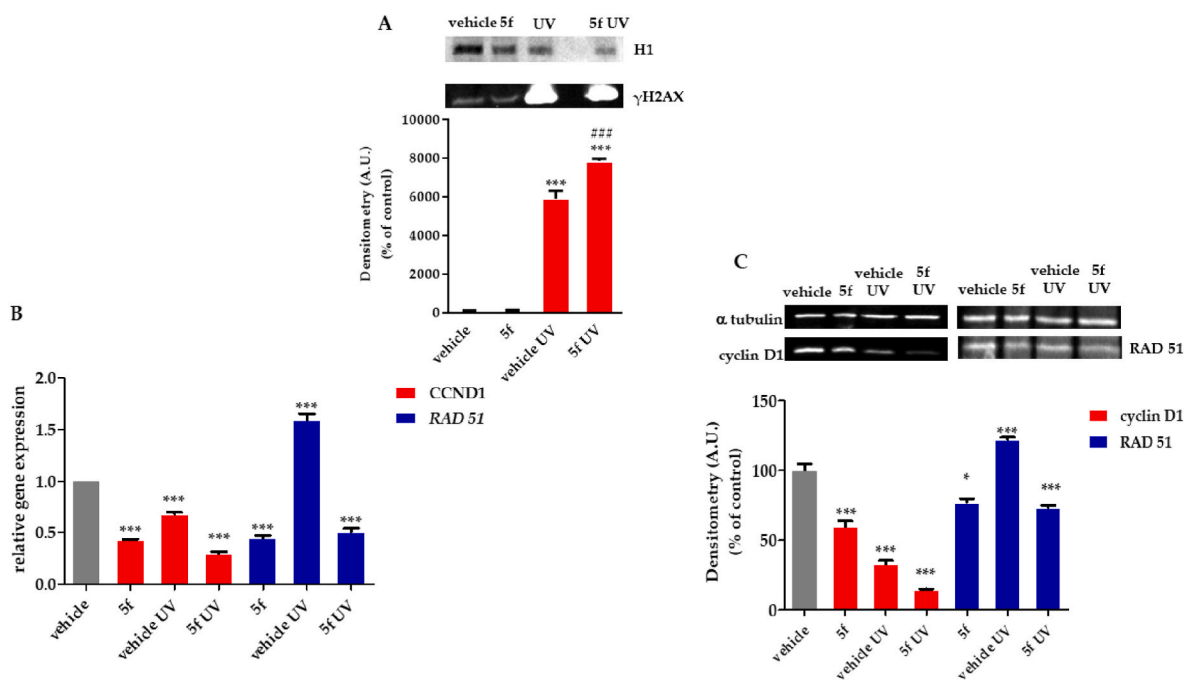 A
vehicle 5f UV 5f UV
H1
γH2AX
Densitometry (A.U.)
(% of control)
10000
8000
6000
4000
2000
0
***
###
***
vehicle
5f
vehicle UV
5f UV
B
relative gene expression
2.0
1.5
1.0
0.5
0.0
***
***
***
***
***
***
vehicle
5f
vehicle UV
5f UV
5f
vehicle UV
5f UV
CCND1
RAD 51
C
vehicle 5f vehicle UV 5f UV
vehicle 5f vehicle UV 5f UV
α tubulin
cyclin D1
RAD 51
Densitometry (A.U.)
(% of control)
150
100
50
0
***
***
***
*
***
***
vehicle
5f
vehicle UV
5f UV
5f
vehicle UV
5f UV
cyclin D1
RAD 51